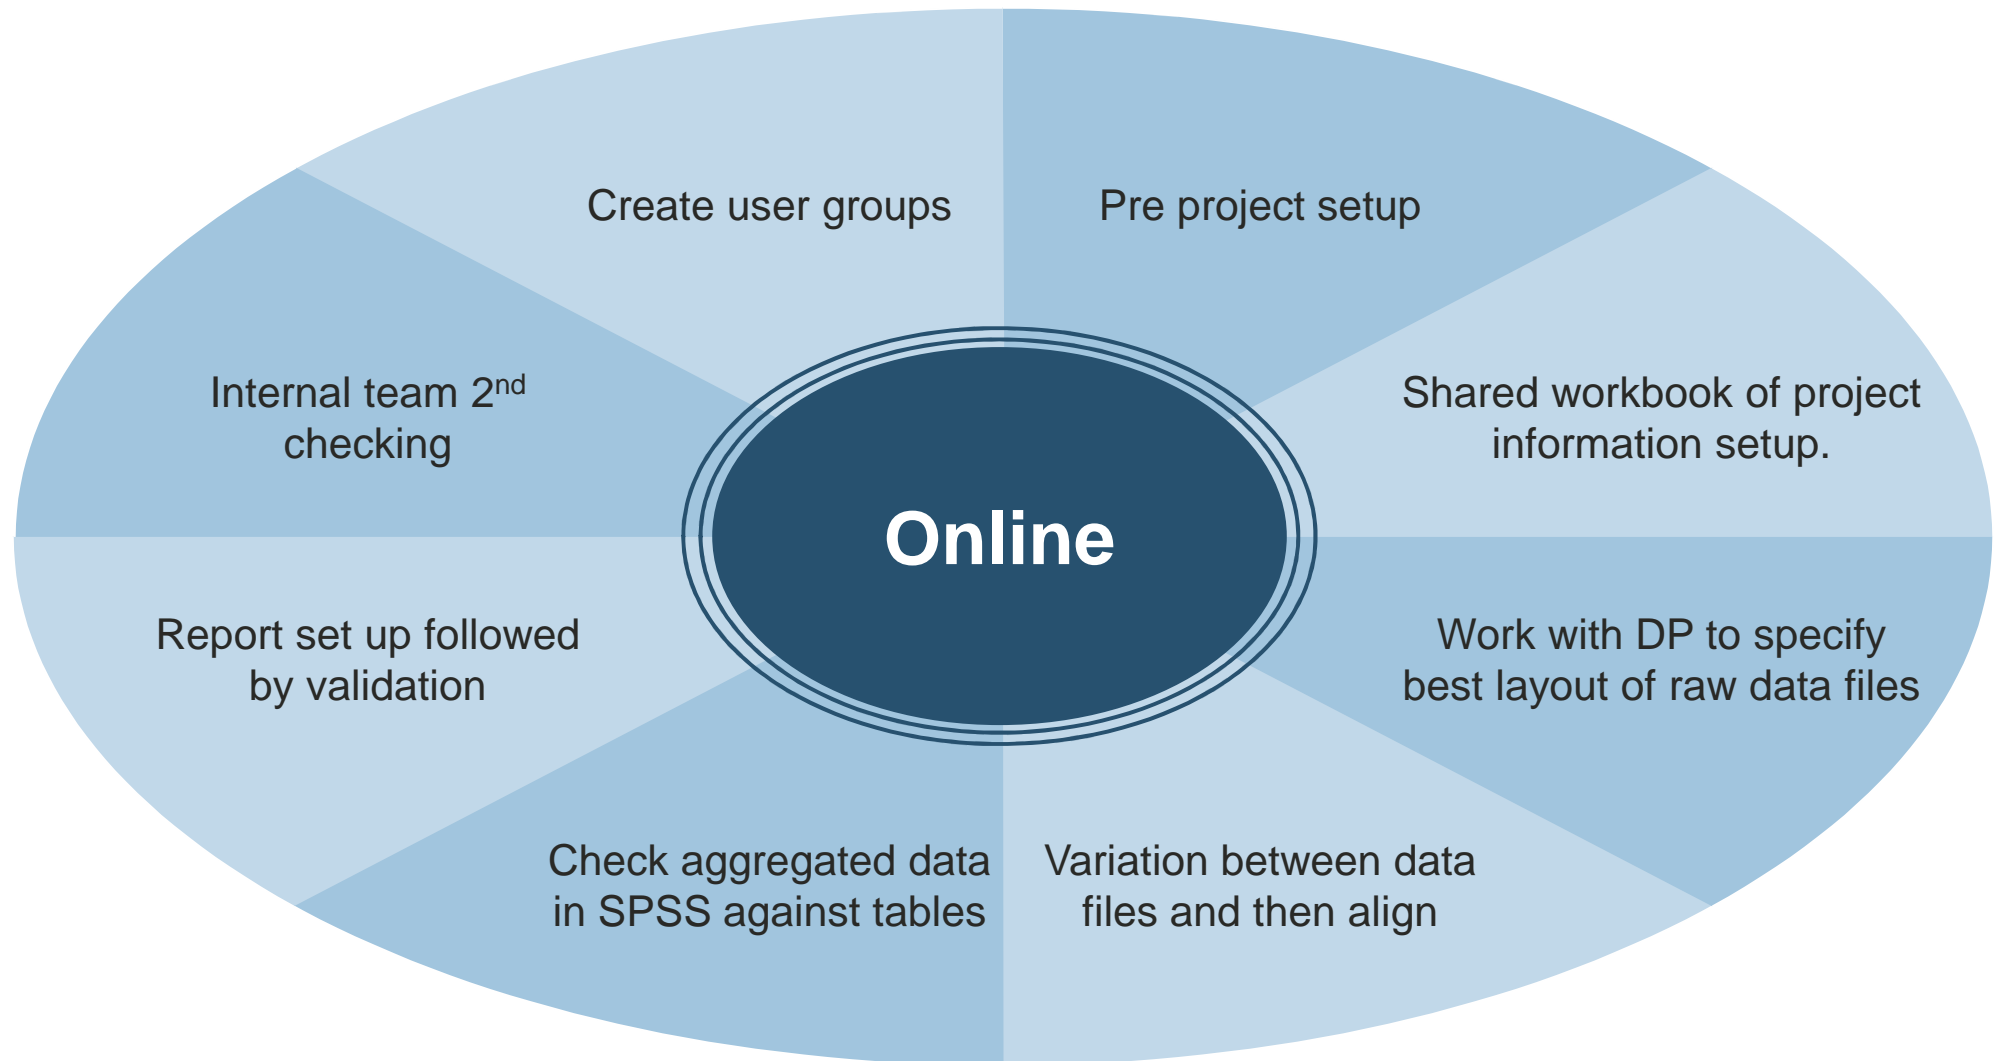 Create user groups
Pre project setup
Internal team 2nd
checking
Shared workbook of project
information setup.
Online
Report set up followed
by validation
Work with DP to specify
best layout of raw data files
Check aggregated data
in SPSS against tables
Variation between data
files and then align